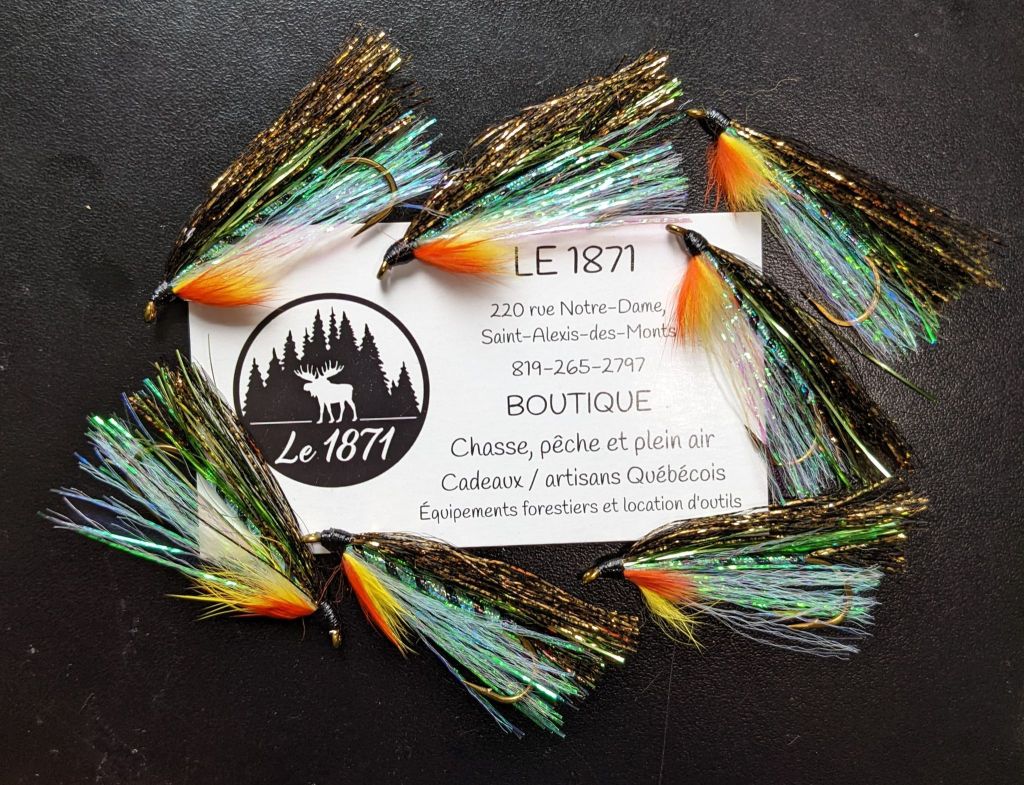 LE 1871
220 rue Notre-Dame,
Saint-Alexis-des-Monts
819-265-2797
BOUTIQUE
Chasse, pêche et plein air
Cadeaux / artisans Québécois
Équipements forestiers et location d'outils
Le 1871